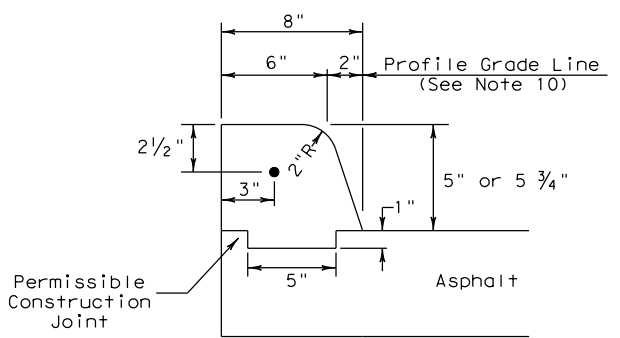 8"
6"
2"
Profile Grade Line
(See Note 10)
2½"
2"R
3"
5" or 5 ¾"
1"
5"
Asphalt
Permissible
Construction
Joint